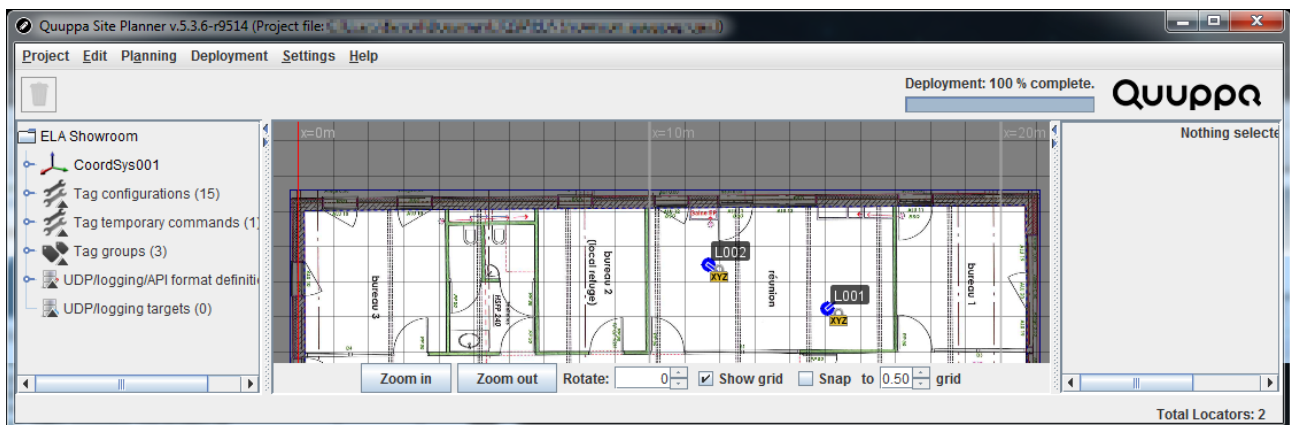 Quuppa Site Planner v.5.3.6-r9514 (Project file:
Project Edit Planning Deployment Settings Help
Deployment: 100 % complete.
Quuppa
ELA Showroom
CoordSys001
Tag configurations (15)
Tag temporary commands (1)
Tag groups (3)
UDP/logging/API format definiti
UDP/logging targets (0)
x=0m
x=10m
x=20m
bureau 3
HSFP 240
bureau 2
(local refuge)
L002
XYZ
réunion
L001
XYZ
bureau 1
Zoom in
Zoom out
Rotate: 0
Show grid
Snap to 0.50 grid
Nothing selecte
Total Locators: 2